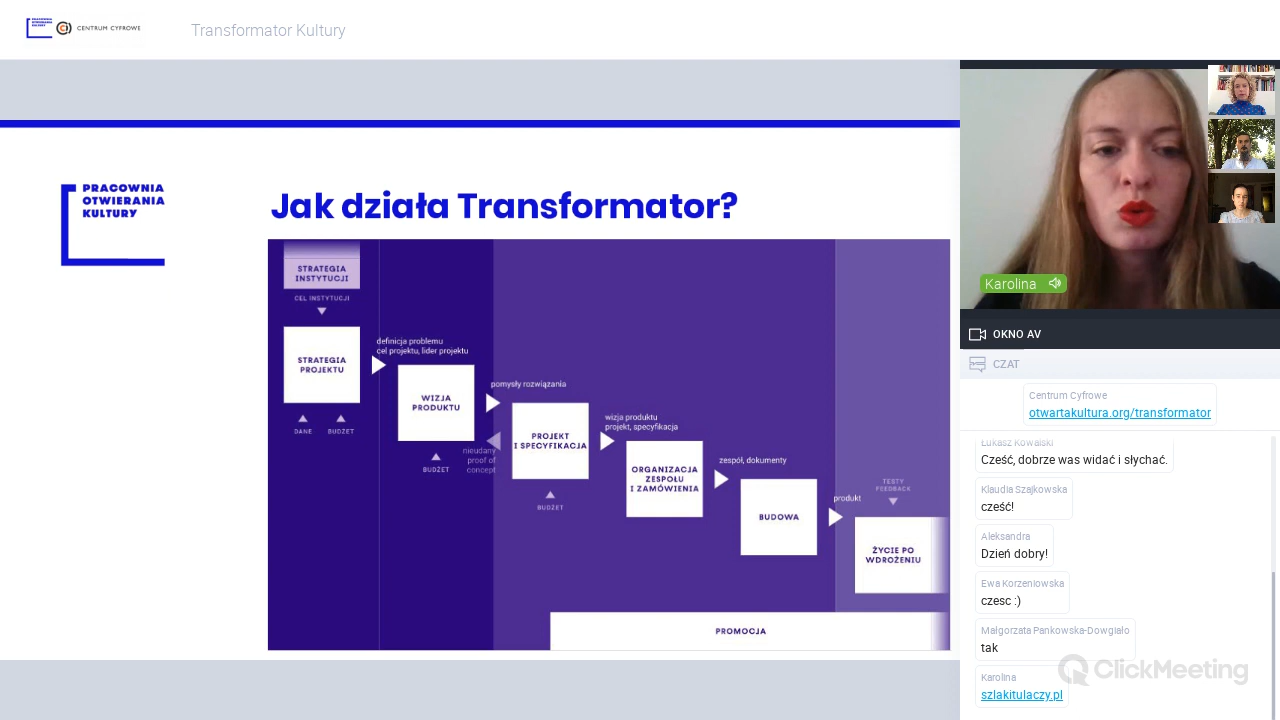 PRACOWNIA
OTWIERANIA
KULTURY
CENTRUM CYFROWE
Transformator Kultury
PRACOWNIA
OTWIERANIA
KULTURY
Jak działa Transformator?
STRATEGIA
INSTYTUCJI
CEL INSTYTUCJI
STRATEGIA
PROJEKTU
DANE
BUDŻET
definicja problemu
cel projektu, lider projektu
WIZJA
PRODUKTU
BUDŻET
pomysły rozwiązania
PROJEKT
I SPECYFIKACJA
nieudany
proof of
concept
BUDŻET
wizja produktu
projekt, specyfikacja
ORGANIZACJA
ZESPOŁU
I ZAMÓWIENIA
zespół, dokumenty
BUDOWA
produkt
TESTY
FEEDBACK
ŻYCIE PO
WDROŻENIU
PROMOCJA
Karolina
OKNO AV
CZAT
Centrum Cyfrowe
otwartakultura.org/transformator
Łukasz Kowalski
Cześć, dobrze was widać i słychać.
Klaudia Szajkowska
cześć!
Aleksandra
Dzień dobry!
Ewa Korzeniowska
czesc :)
Małgorzata Pankowska-Dowgiało
tak
Karolina
szlakitulaczy.pl
ClickMeeting